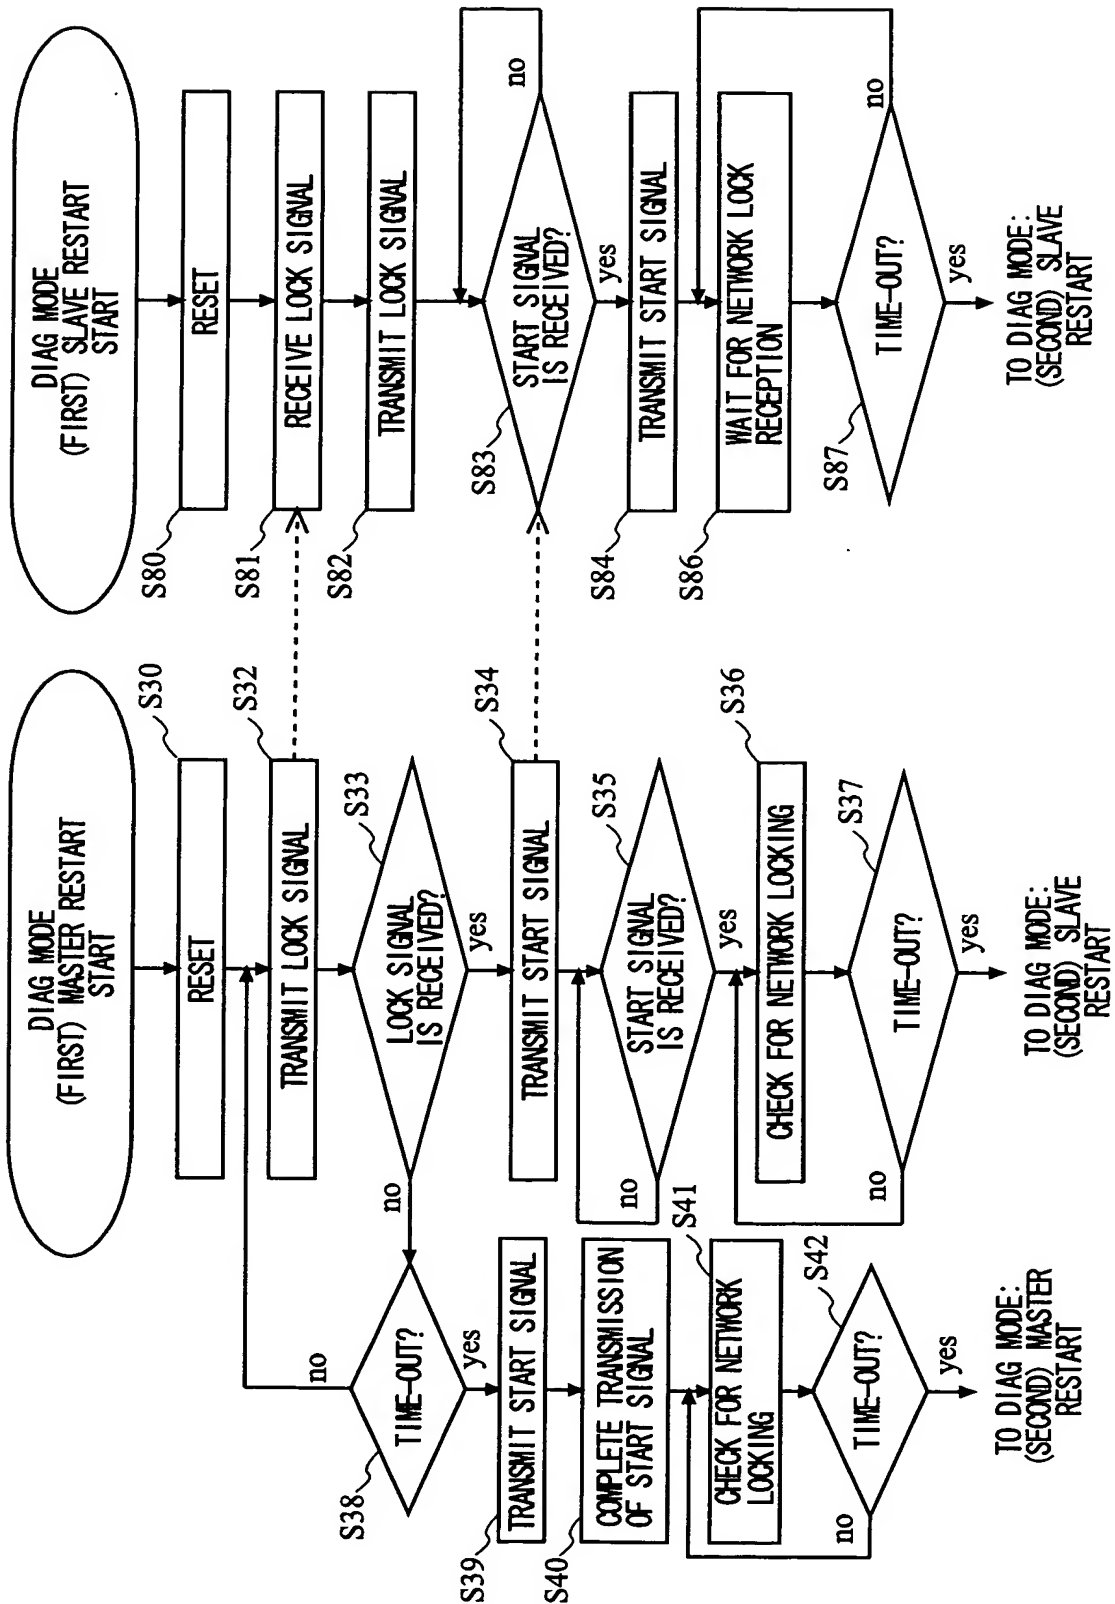 DIAG MODE
(FIRST) MASTER RESTART
START
S30
RESET
S32
TRANSMIT LOCK SIGNAL
S33
LOCK SIGNAL
IS RECEIVED?
no
yes
S34
TRANSMIT START SIGNAL
S35
START SIGNAL
IS RECEIVED?
no
yes
S36
CHECK FOR NETWORK LOCKING
S37
TIME-OUT?
no
yes
TO DIAG MODE:
(SECOND) SLAVE
RESTART
S38
TIME-OUT?
no
yes
S39
TRANSMIT START SIGNAL
S40
COMPLETE TRANSMISSION
OF START SIGNAL
S41
CHECK FOR NETWORK
LOCKING
S42
TIME-OUT?
no
yes
TO DIAG MODE:
(SECOND) MASTER
RESTART
DIAG MODE
(FIRST) SLAVE RESTART
START
S80
RESET
S81
RECEIVE LOCK SIGNAL
S82
TRANSMIT LOCK SIGNAL
S83
START SIGNAL
IS RECEIVED?
no
yes
S84
TRANSMIT START SIGNAL
S86
WAIT FOR NETWORK LOCK
RECEPTION
S87
TIME-OUT?
no
yes
TO DIAG MODE:
(SECOND) SLAVE
RESTART